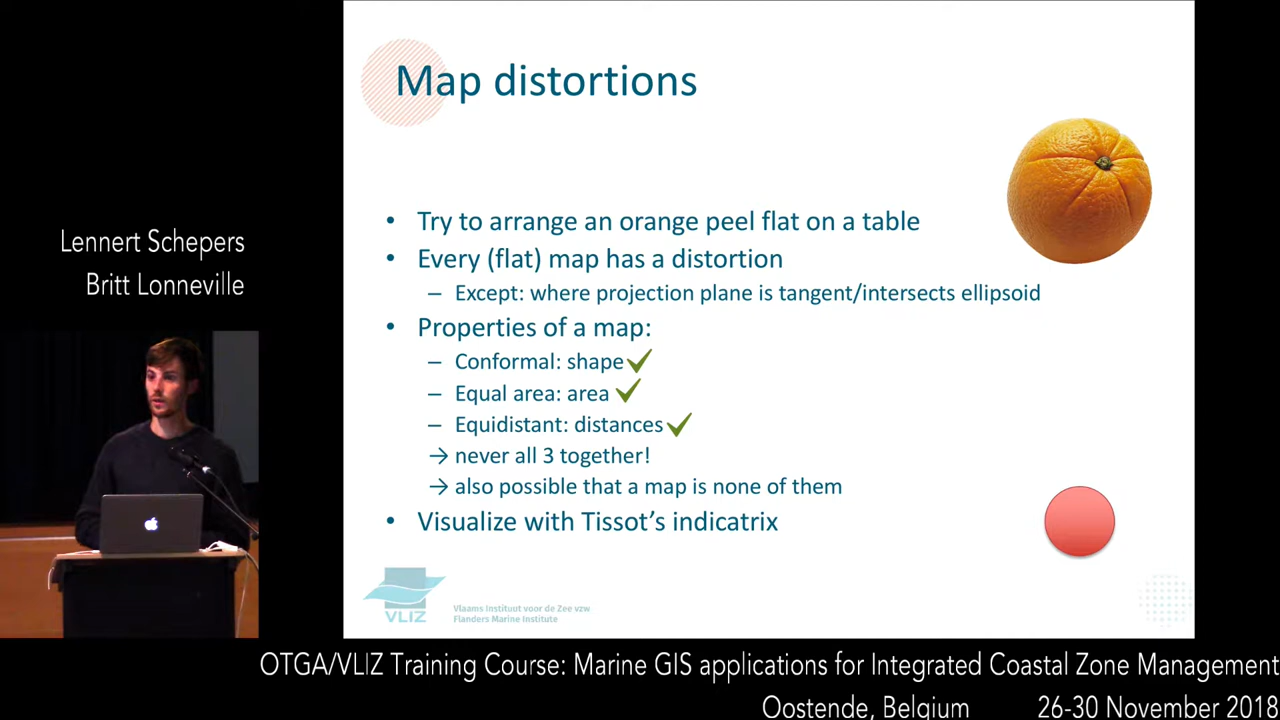 Map distortions
Lennert Schepers
Britt Lonneville
• Try to arrange an orange peel flat on a table
• Every (flat) map has a distortion
– Except: where projection plane is tangent/intersects ellipsoid
• Properties of a map:
– Conformal: shape
– Equal area: area
– Equidistant: distances
→ never all 3 together!
→ also possible that a map is none of them
• Visualize with Tissot's indicatrix
VLIZ
Vlaams Instituut voor de Zee vzw
Flanders Marine Institute
OTGA/VLIZ Training Course: Marine GIS applications for Integrated Coastal Zone Management
Oostende, Belgium 26-30 November 2018